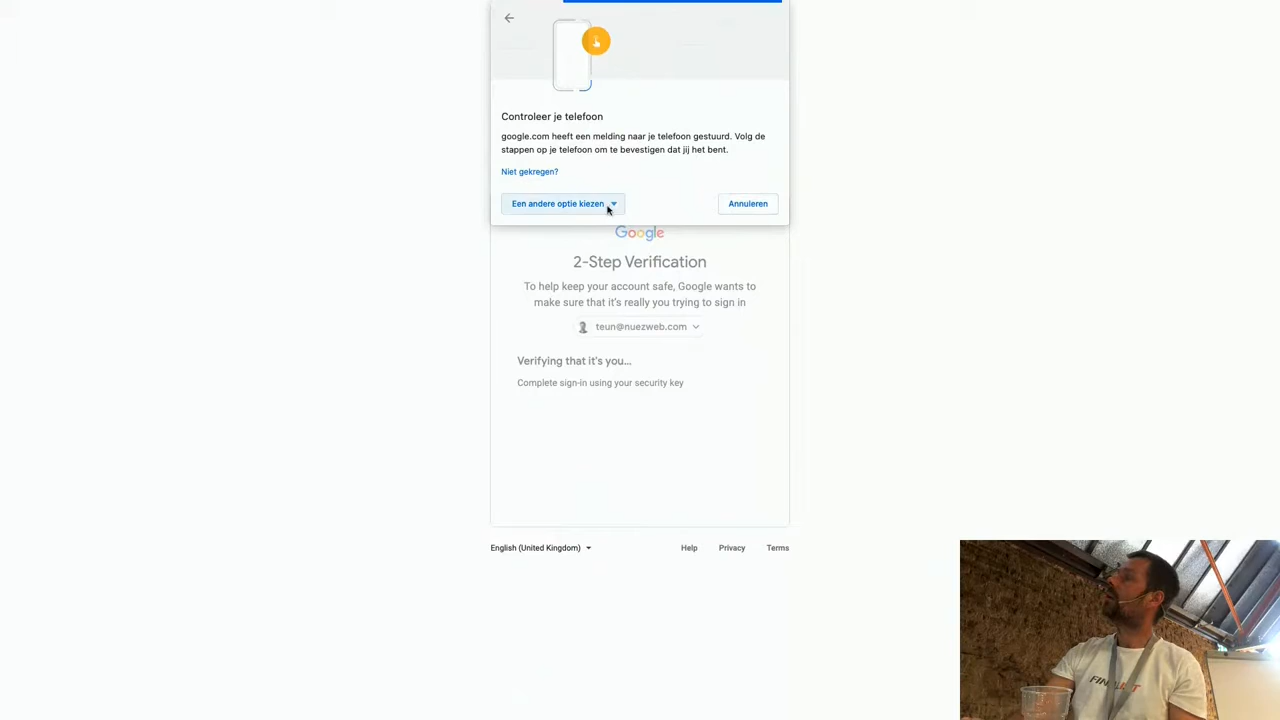 Controleer je telefoon
google.com heeft een melding naar je telefoon gestuurd. Volg de
stappen op je telefoon om te bevestigen dat jij het bent.
Niet gekregen?
Een andere optie kiezen
Annuleren
Google
2-Step Verification
To help keep your account safe, Google wants to
make sure that it's really you trying to sign in
teun@nuezweb.com
Verifying that it's you...
Complete sign-in using your security key
English (United Kingdom)
Help
Privacy
Terms